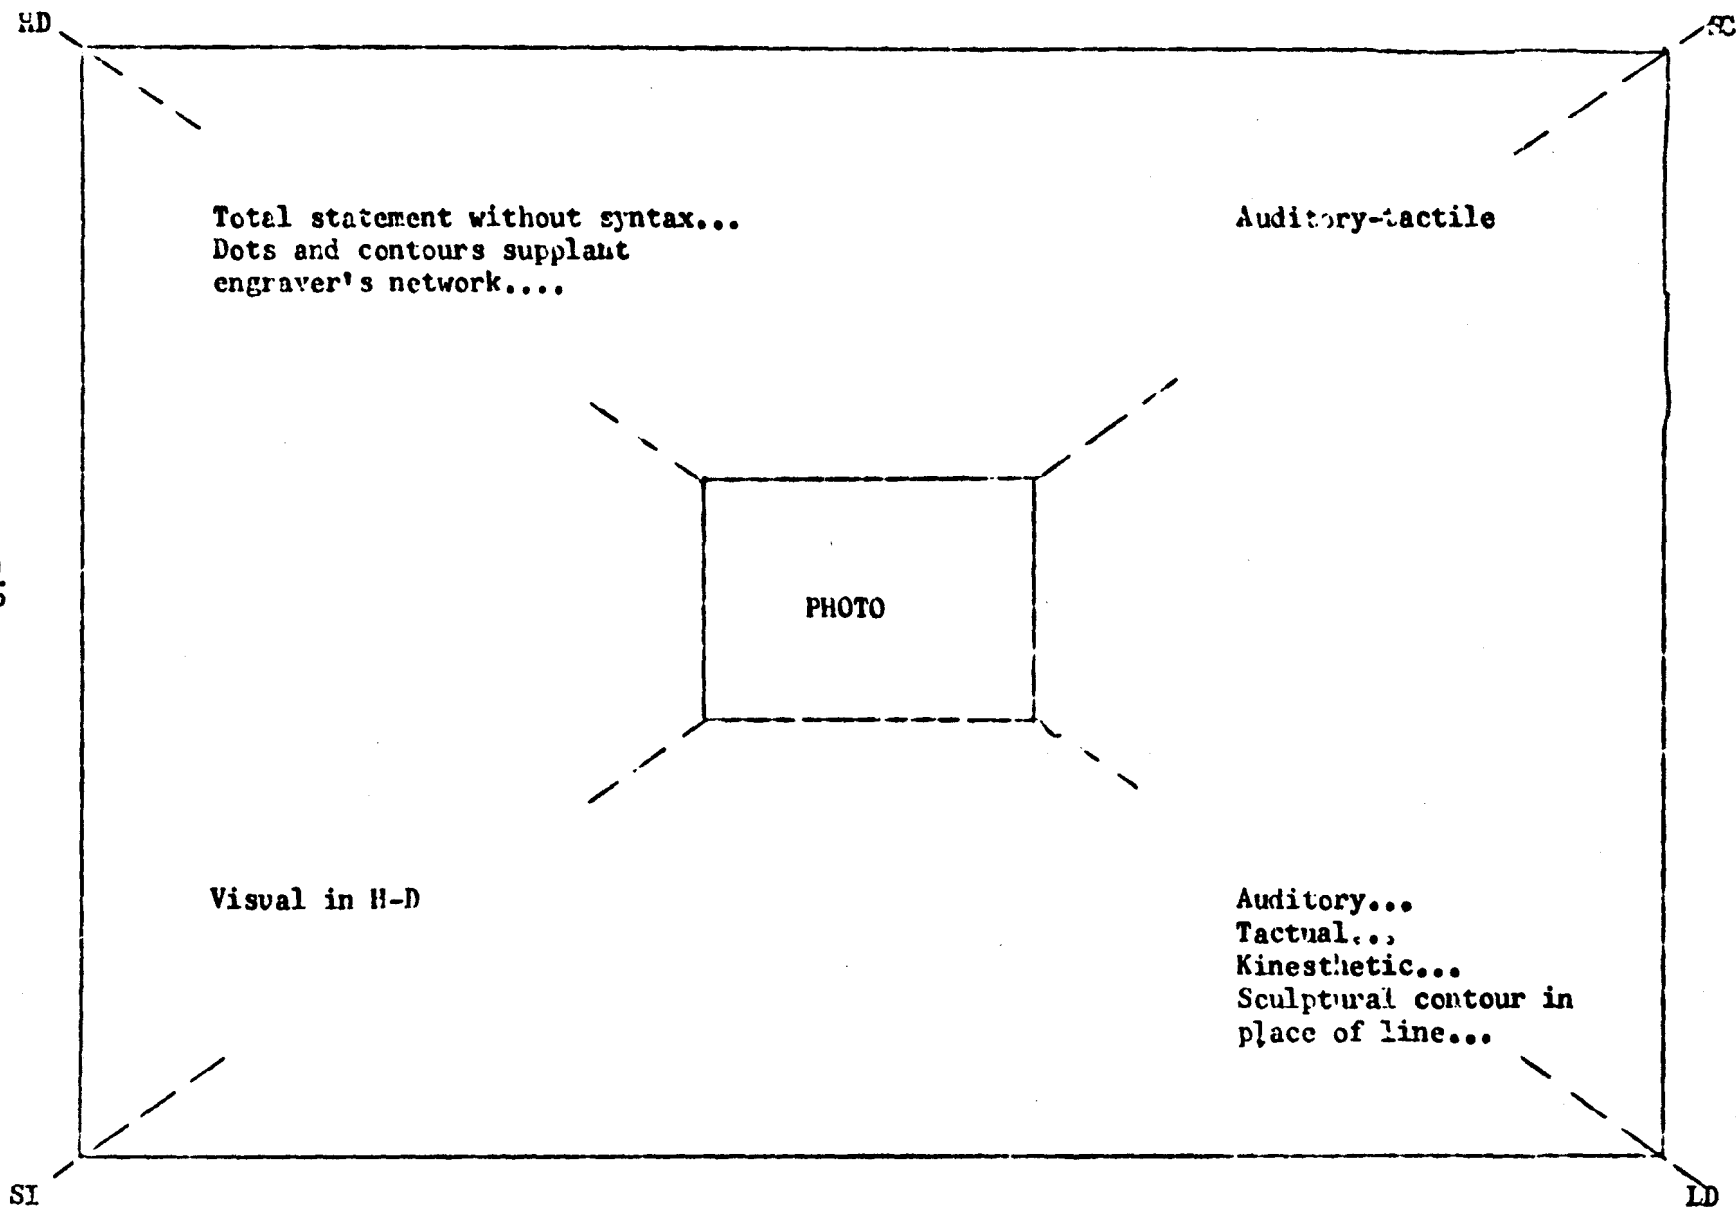 HD
SC
Total statement without syntax...
Dots and contours supplant
engraver's network....
Auditory-tactile
PHOTO
Visual in H-D
Auditory...
Tactual...
Kinesthetic...
Sculptural contour in
place of line...
SI
LD